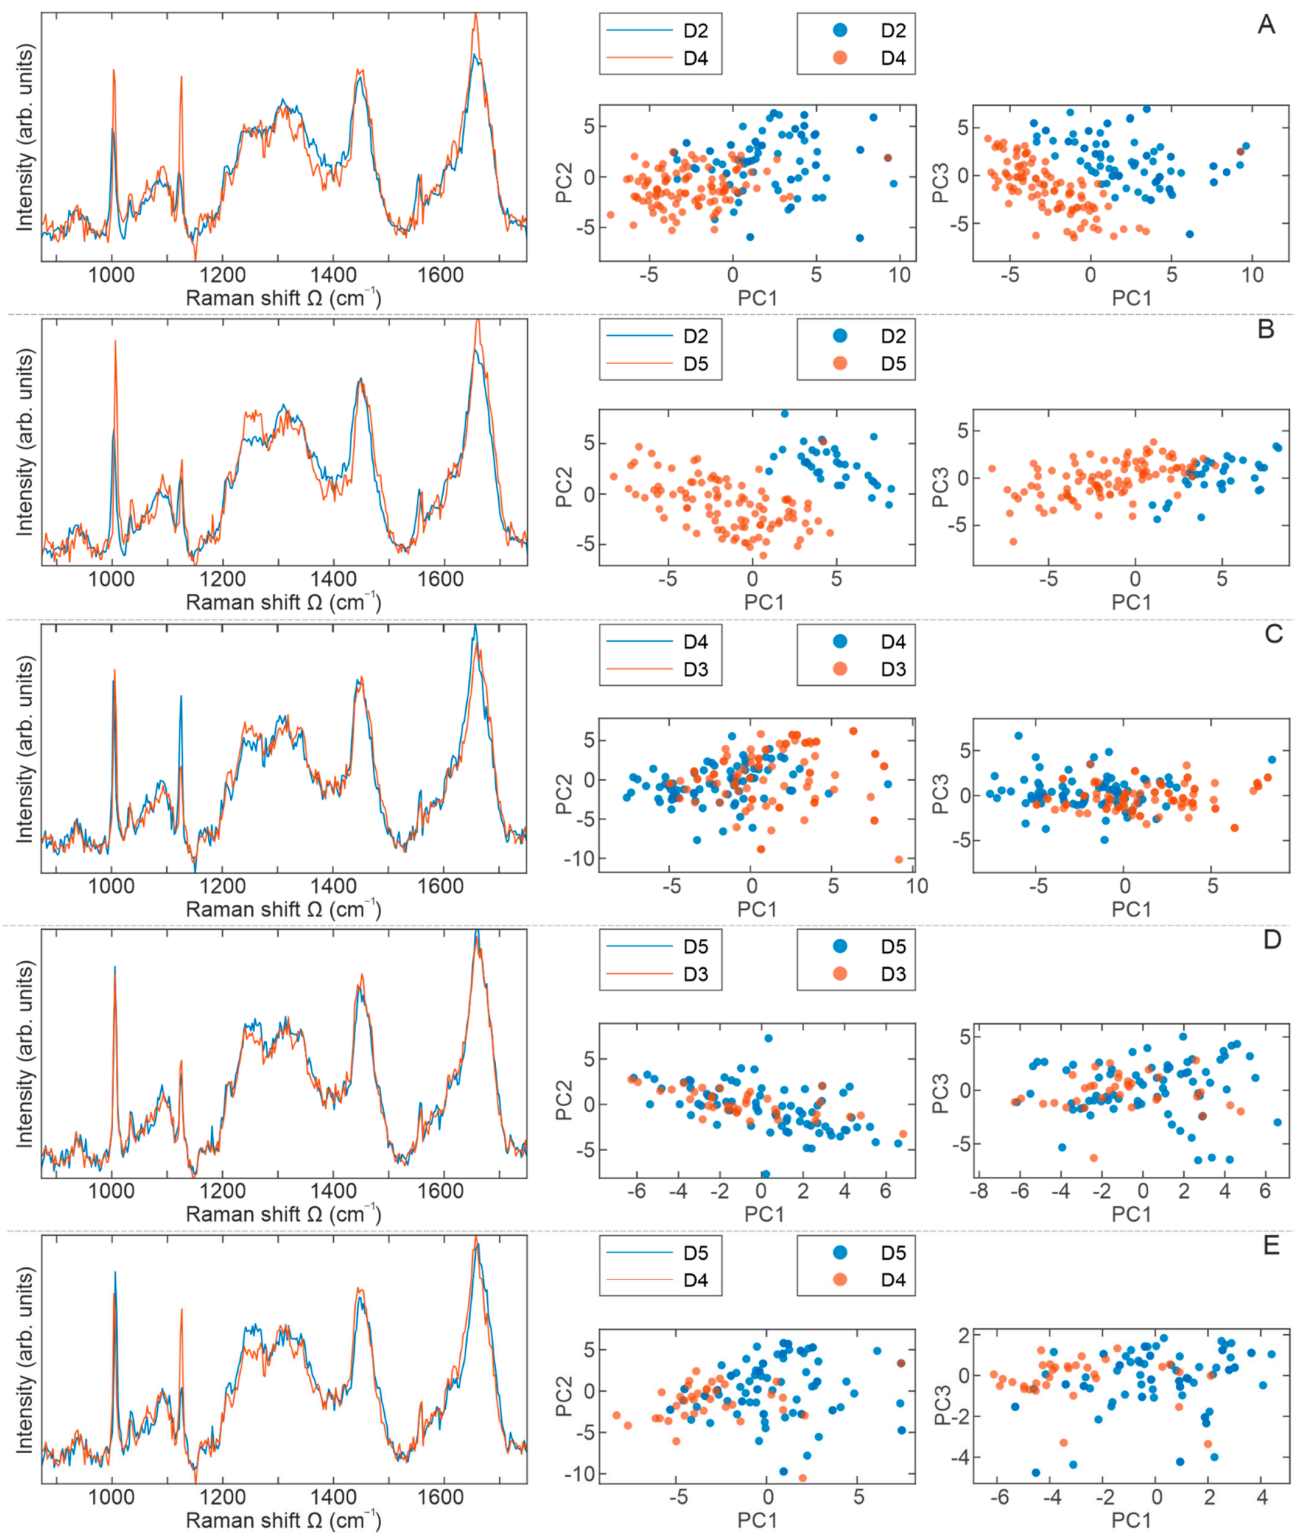 D2
D4
D2
D4
A
Intensity (arb. units)
1000 1200 1400 1600
Raman shift Ω (cm⁻¹)
PC2
5
0
-5
-5 0 5 10
PC1
PC3
5
0
-5
-5 0 5 10
PC1
D2
D5
D2
D5
B
Intensity (arb. units)
1000 1200 1400 1600
Raman shift Ω (cm⁻¹)
PC2
5
0
-5
-5 0 5
PC1
PC3
5
0
-5
-5 0 5
PC1
D4
D3
D4
D3
C
Intensity (arb. units)
1000 1200 1400 1600
Raman shift Ω (cm⁻¹)
PC2
5
0
-5
-10
-5 0 5 10
PC1
PC3
5
0
-5
-5 0 5
PC1
D5
D3
D5
D3
D
Intensity (arb. units)
1000 1200 1400 1600
Raman shift Ω (cm⁻¹)
PC2
5
0
-5
-6 -4 -2 0 2 4 6
PC1
PC3
5
0
-5
-8 -6 -4 -2 0 2 4 6
PC1
D5
D4
D5
D4
E
Intensity (arb. units)
1000 1200 1400 1600
Raman shift Ω (cm⁻¹)
PC2
5
0
-5
-10
-5 0 5
PC1
PC3
2
0
-2
-4
-6 -4 -2 0 2 4
PC1